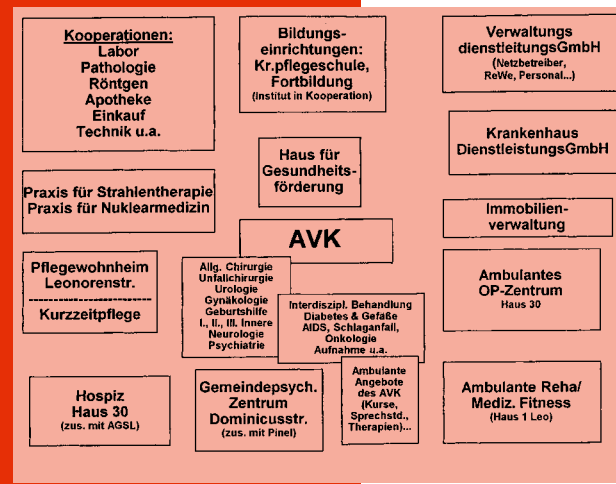 Kooperationen:
Labor
Pathologie
Röntgen
Apotheke
Einkauf
Technik u.a.
Bildungs-
einrichtungen:
Kr.pflegeschule,
Fortbildung
(Institut in Kooperation)
Verwaltungs
dienstleitungsGmbH
(Netzbetreiber,
ReWe, Personal...)
Krankenhaus
DienstleistungsGmbH
Haus für
Gesundheits-
förderung
Praxis für Strahlentherapie
Praxis für Nuklearmedizin
Immobilien-
verwaltung
AVK
Pflegewohnheim
Leonorenstr.
Kurzzeitpflege
Allg. Chirurgie
Unfallchirurgie
Urologie
Gynäkologie
Geburtshilfe
I., II., III. Innere
Neurologie
Psychiatrie
Interdiszipl. Behandlung
Diabetes & Gefäße
AIDS, Schlaganfall,
Onkologie
Aufnahme u.a.
Ambulantes
OP-Zentrum
Haus 30
Hospiz
Haus 30
(zus. mit AGSL)
Gemeindepsych.
Zentrum
Dominicusstr.
(zus. mit Pinel)
Ambulante
Angebote
des AVK
(Kurse,
Sprechstd.,
Therapien)...
Ambulante Reha/
Mediz. Fitness
(Haus 1 Leo)